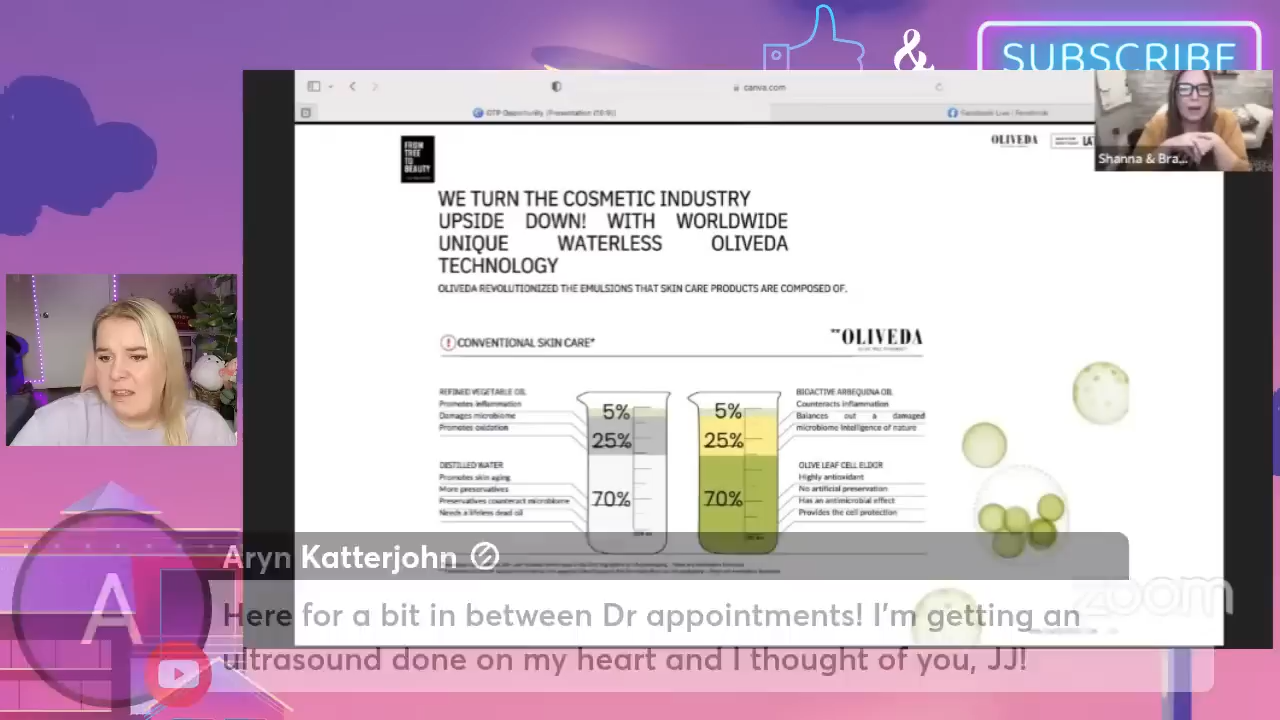 & SUBSCRIBE
canva.com
OTP Opportunity (Presentation
Facebook Live | Facebook
FROM
TREE
TO
BEAUTY
OLIVEDA
Shanna & Bra...
WE TURN THE COSMETIC INDUSTRY
UPSIDE DOWN! WITH WORLDWIDE
UNIQUE WATERLESS OLIVEDA
TECHNOLOGY
OLIVEDA REVOLUTIONIZED THE EMULSIONS THAT SKIN CARE PRODUCTS ARE COMPOSED OF.
! CONVENTIONAL SKIN CARE*
**OLIVEDA
REFINED VEGETABLE OIL
Promotes inflammation
Damages microbiome
Promotes oxidation
DISTILLED WATER
Promotes skin aging
More preservatives
Preservatives counteract microbiome
Needs a lifeless dead oil
5%
25%
70%
5%
25%
70%
BIOACTIVE ARBEQUINA OIL
Counteracts inflammation
Balances out a damaged
microbiome Intelligence of nature
OLIVE LEAF CELL ELIXIR
Highly antioxidant
No artificial preservation
Has an antimicrobial effect
Provides the cell protection
zoom
A
Aryn Katterjohn
Here for a bit in between Dr appointments! I'm getting an
ultrasound done on my heart and I thought of you, JJ!